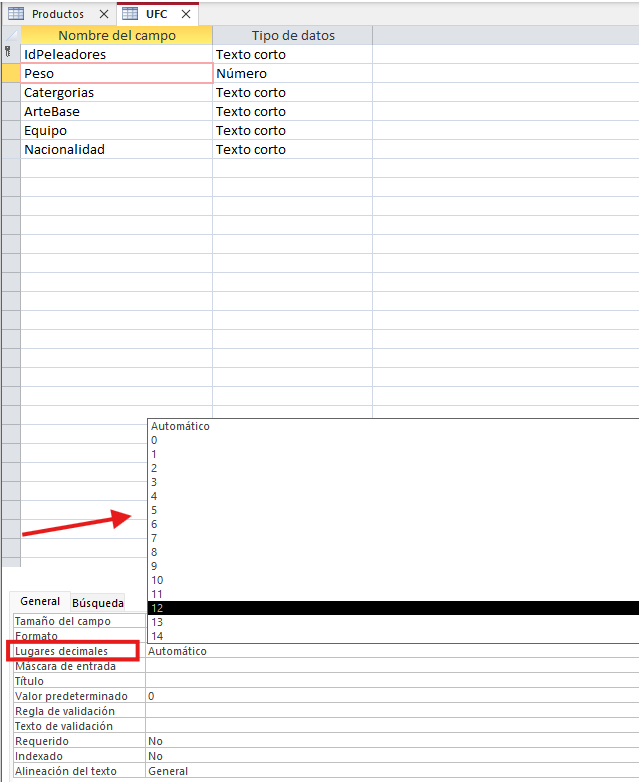 Productos
UFC
Nombre del campo Tipo de datos
IdPeleadores Texto corto
Peso Número
Catergorias Texto corto
ArteBase Texto corto
Equipo Texto corto
Nacionalidad Texto corto
Automático
0
1
2
3
4
5
6
7
8
9
10
11
12
13
14
General Búsqueda
Tamaño del campo
Formato
Lugares decimales Automático
Máscara de entrada
Título
Valor predeterminado 0
Regla de validación
Texto de validación
Requerido No
Indexado No
Alineación del texto General